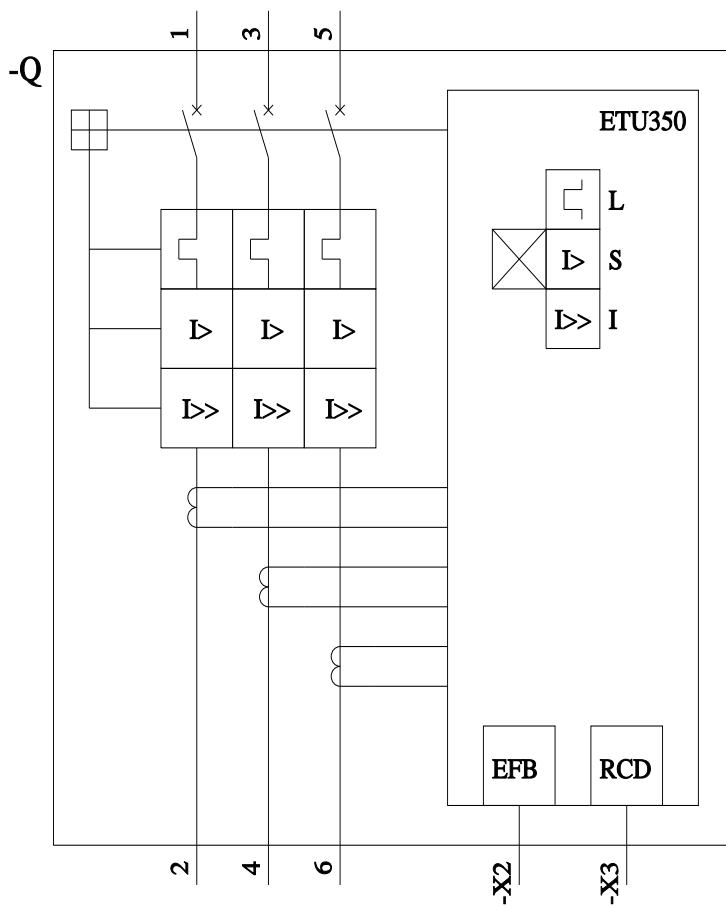 1 3 5
-Q
ETU350
L
I> S
I>> I
I> I> I>
I>> I>> I>>
EFB RCD
2 4 6 -X2 -X3